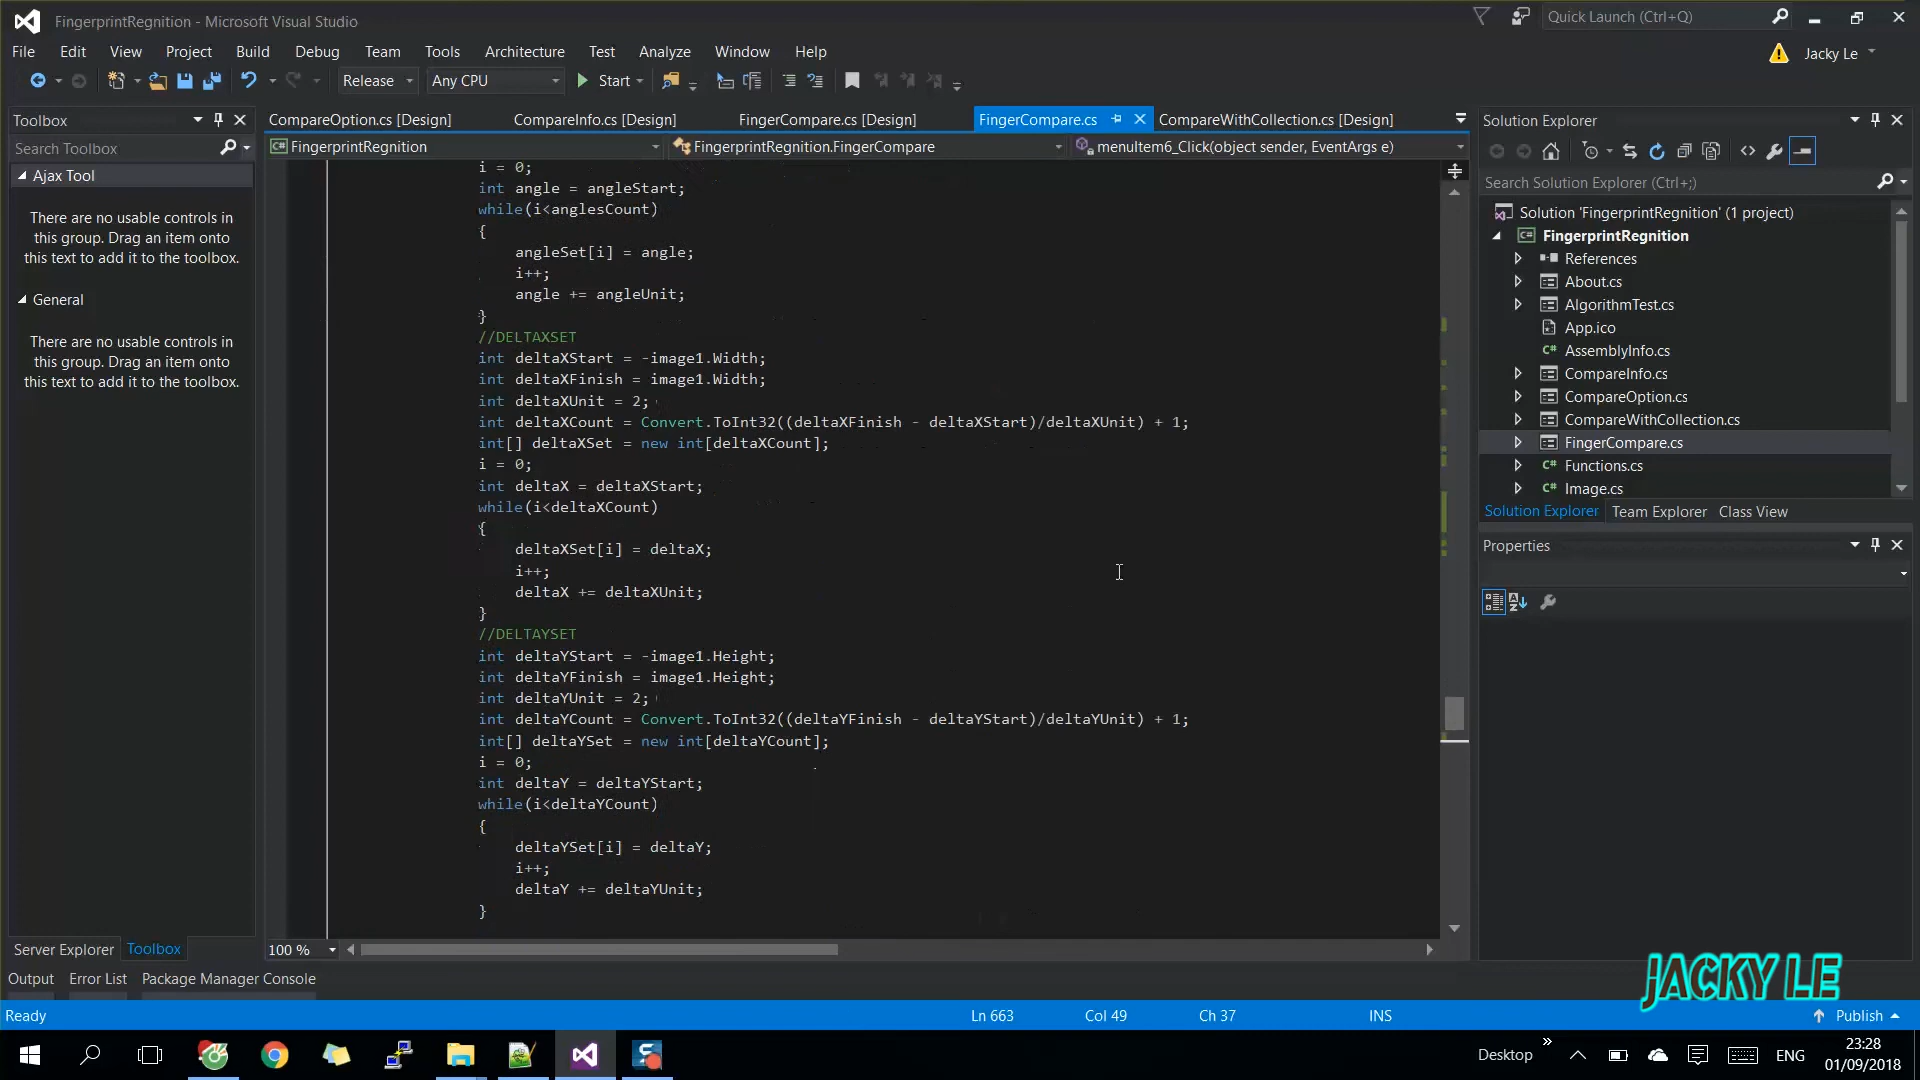 FingerprintRegnition - Microsoft Visual Studio
Quick Launch (Ctrl+Q)
File Edit View Project Build Debug Team Tools Architecture Test Analyze Window Help
Jacky Le
Release Any CPU Start
Toolbox
Search Toolbox
Ajax Tool
There are no usable controls in
this group. Drag an item onto
this text to add it to the toolbox.
General
There are no usable controls in
this group. Drag an item onto
this text to add it to the toolbox.
Server Explorer Toolbox
CompareOption.cs [Design] CompareInfo.cs [Design] FingerCompare.cs [Design] FingerCompare.cs CompareWithCollection.cs [Design]
FingerprintRegnition FingerprintRegnition.FingerCompare menuItem6_Click(object sender, EventArgs e)
i = 0;
int angle = angleStart;
while(i<anglesCount)
{
angleSet[i] = angle;
i++;
angle += angleUnit;
}
//DELTAXSET
int deltaXStart = -image1.Width;
int deltaXFinish = image1.Width;
int deltaXUnit = 2;
int deltaXCount = Convert.ToInt32((deltaXFinish - deltaXStart)/deltaXUnit) + 1;
int[] deltaXSet = new int[deltaXCount];
i = 0;
int deltaX = deltaXStart;
while(i<deltaXCount)
{
deltaXSet[i] = deltaX;
i++;
deltaX += deltaXUnit;
}
//DELTAYSET
int deltaYStart = -image1.Height;
int deltaYFinish = image1.Height;
int deltaYUnit = 2;
int deltaYCount = Convert.ToInt32((deltaYFinish - deltaYStart)/deltaYUnit) + 1;
int[] deltaYSet = new int[deltaYCount];
i = 0;
int deltaY = deltaYStart;
while(i<deltaYCount)
{
deltaYSet[i] = deltaY;
i++;
deltaY += deltaYUnit;
}
100 %
Solution Explorer
Search Solution Explorer (Ctrl+;)
Solution 'FingerprintRegnition' (1 project)
FingerprintRegnition
References
About.cs
AlgorithmTest.cs
App.ico
AssemblyInfo.cs
CompareInfo.cs
CompareOption.cs
CompareWithCollection.cs
FingerCompare.cs
Functions.cs
Image.cs
Solution Explorer Team Explorer Class View
Properties
Output Error List Package Manager Console
JACKY LE
Ready Ln 663 Col 49 Ch 37 INS Publish
Desktop ENG 23:28
01/09/2018